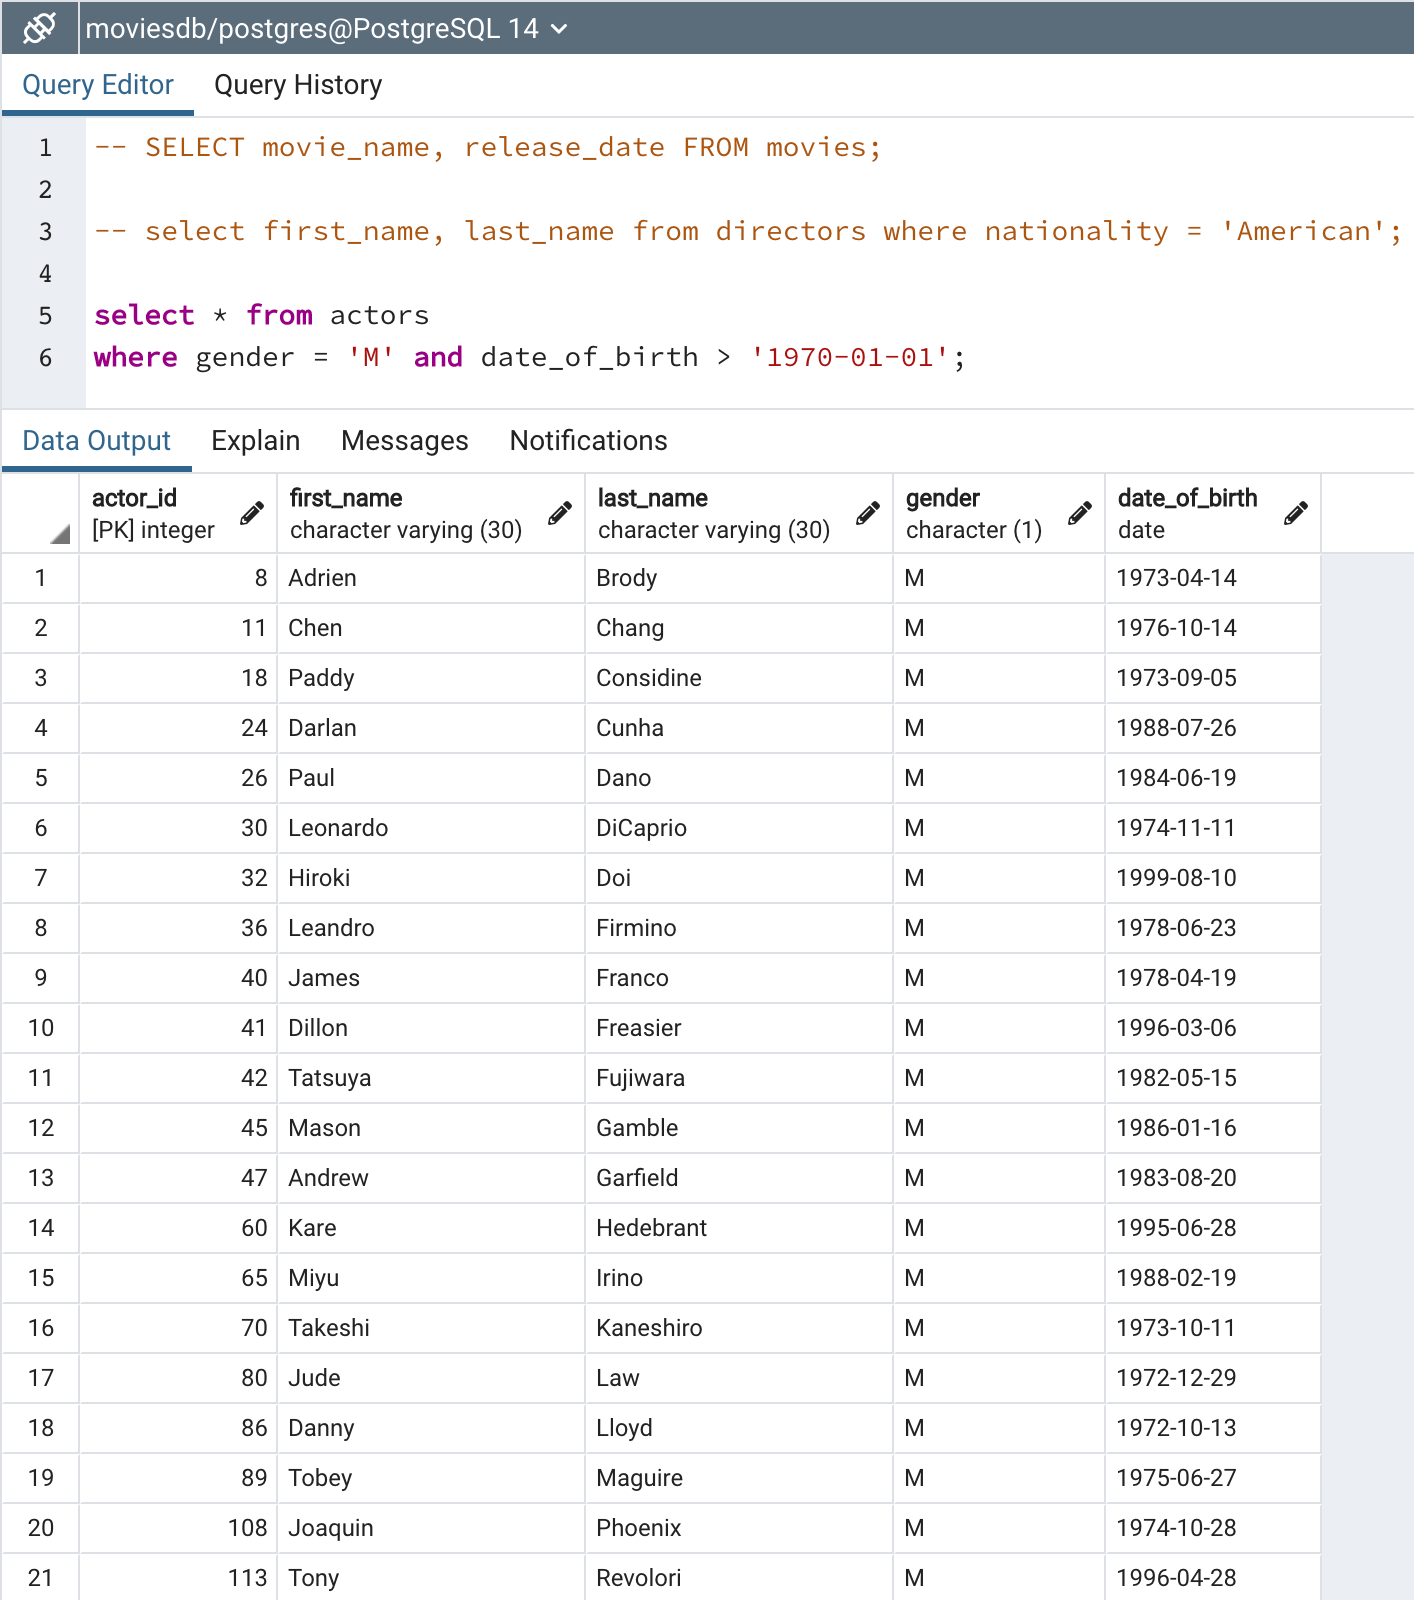 moviesdb/postgres@PostgreSQL 14
Query Editor Query History
1 -- SELECT movie_name, release_date FROM movies;
2
3 -- select first_name, last_name from directors where nationality = 'American';
4
5 select * from actors
6 where gender = 'M' and date_of_birth > '1970-01-01';
Data Output Explain Messages Notifications
actor_id first_name last_name gender date_of_birth
[PK] integer character varying (30) character varying (30) character (1) date
1 8 Adrien Brody M 1973-04-14
2 11 Chen Chang M 1976-10-14
3 18 Paddy Considine M 1973-09-05
4 24 Darlan Cunha M 1988-07-26
5 26 Paul Dano M 1984-06-19
6 30 Leonardo DiCaprio M 1974-11-11
7 32 Hiroki Doi M 1999-08-10
8 36 Leandro Firmino M 1978-06-23
9 40 James Franco M 1978-04-19
10 41 Dillon Freasier M 1996-03-06
11 42 Tatsuya Fujiwara M 1982-05-15
12 45 Mason Gamble M 1986-01-16
13 47 Andrew Garfield M 1983-08-20
14 60 Kare Hedebrant M 1995-06-28
15 65 Miyu Irino M 1988-02-19
16 70 Takeshi Kaneshiro M 1973-10-11
17 80 Jude Law M 1972-12-29
18 86 Danny Lloyd M 1972-10-13
19 89 Tobey Maguire M 1975-06-27
20 108 Joaquin Phoenix M 1974-10-28
21 113 Tony Revolori M 1996-04-28